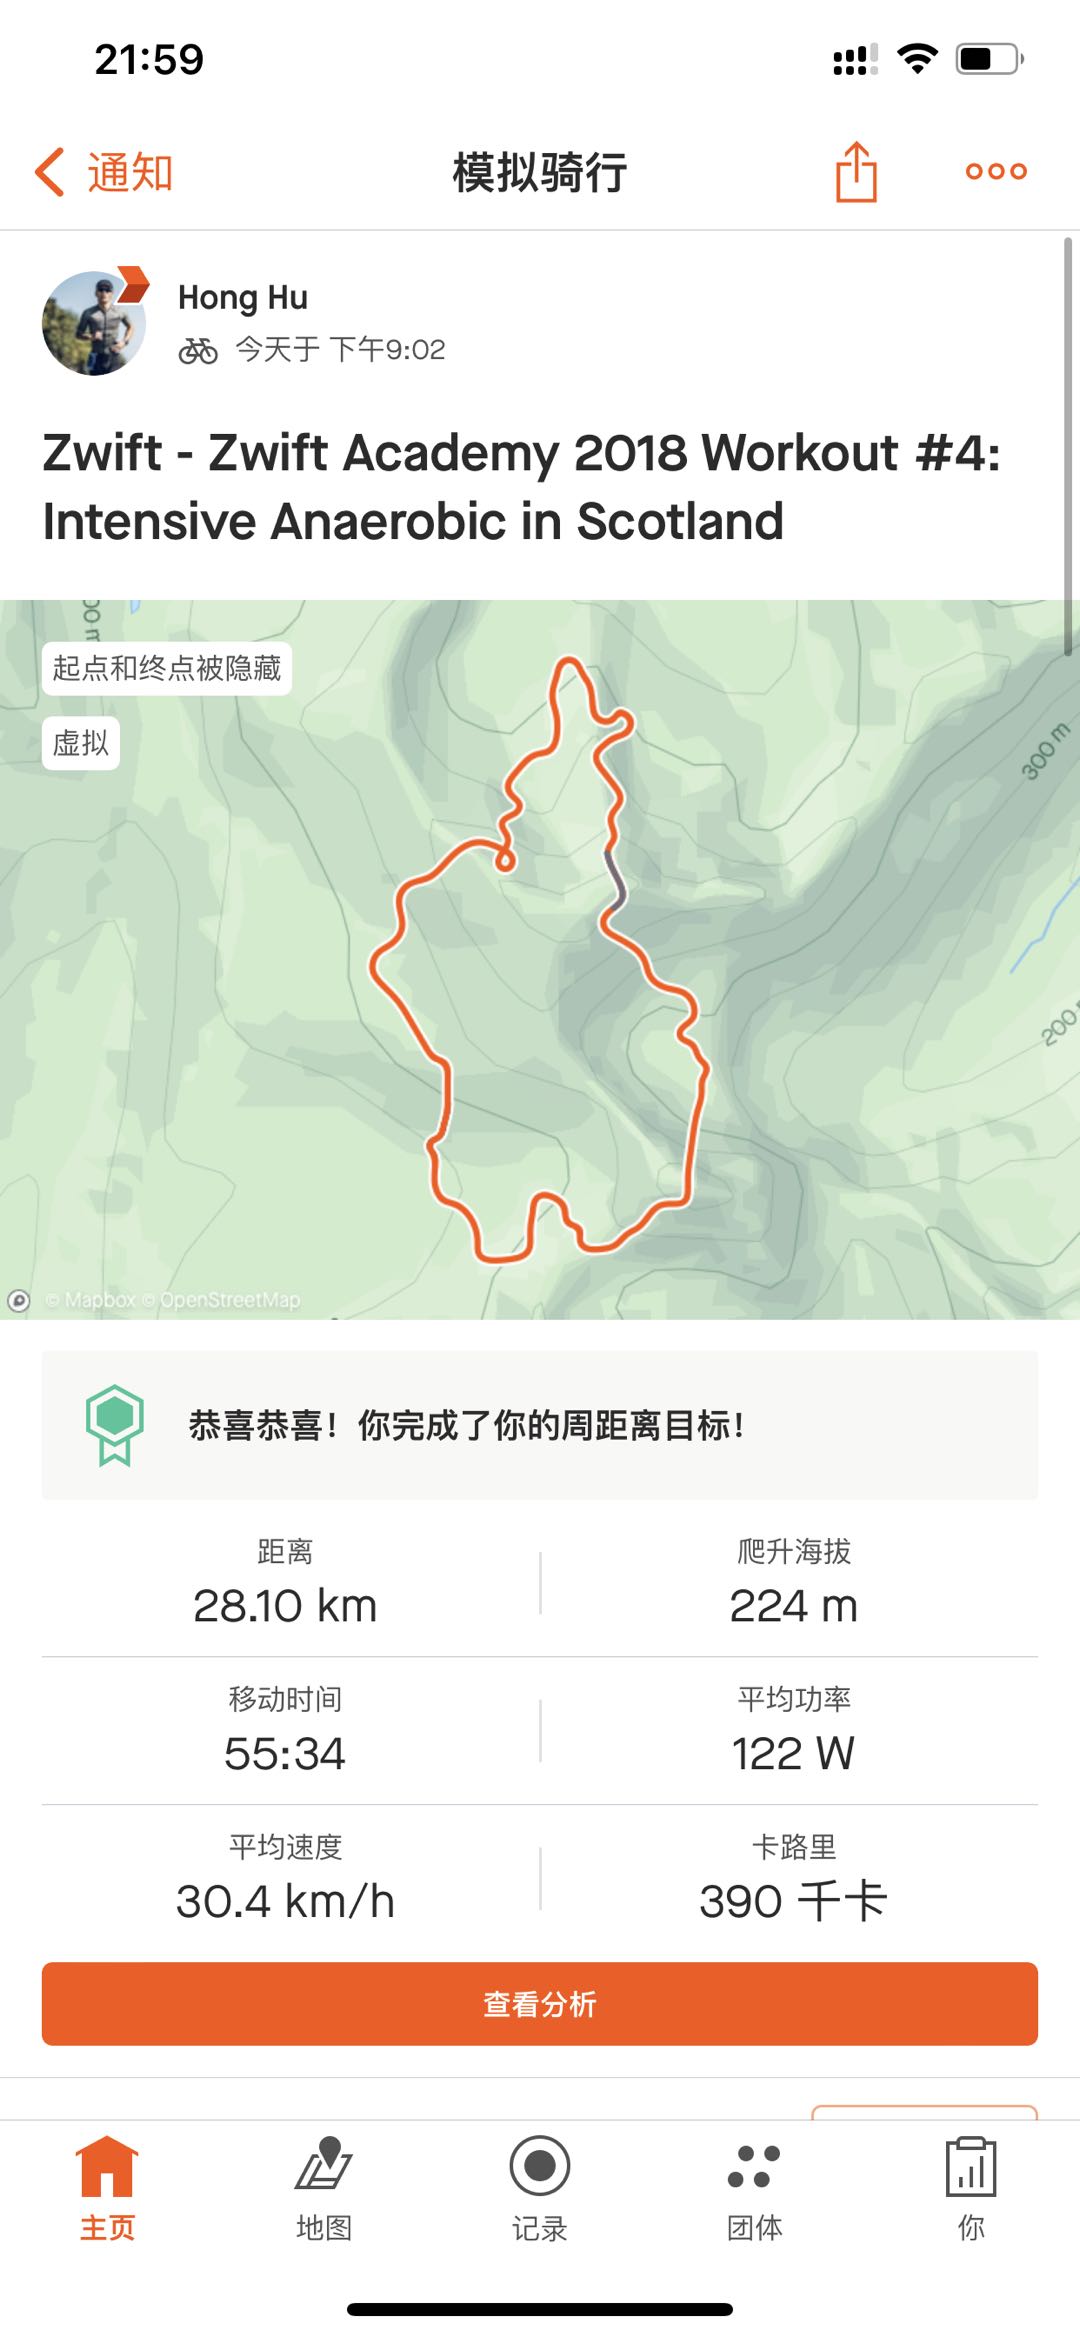 21:59
通知
模拟骑行
Hong Hu
今天于 下午9:02
Zwift - Zwift Academy 2018 Workout #4:
Intensive Anaerobic in Scotland
起点和终点被隐藏
虚拟
300 m
200
© Mapbox © OpenStreetMap
恭喜恭喜！你完成了你的周距离目标！
距离
爬升海拔
28.10 km
224 m
移动时间
平均功率
55:34
122 W
平均速度
卡路里
30.4 km/h
390 千卡
查看分析
主页
地图
记录
团体
你